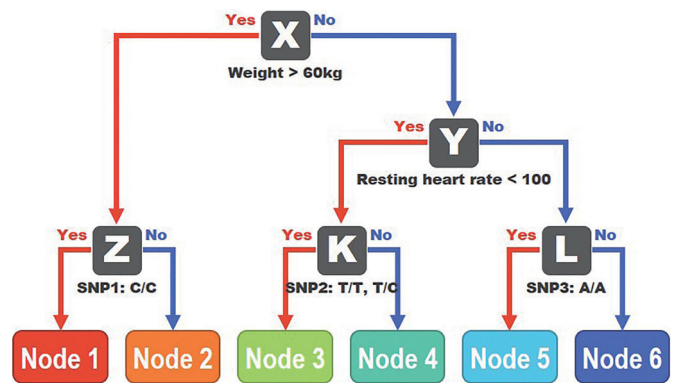 Yes X No
Weight > 60kg
Yes Y No
Resting heart rate < 100
Yes Z No Yes K No Yes L No
SNP1: C/C SNP2: T/T, T/C SNP3: A/A
Node 1 Node 2 Node 3 Node 4 Node 5 Node 6